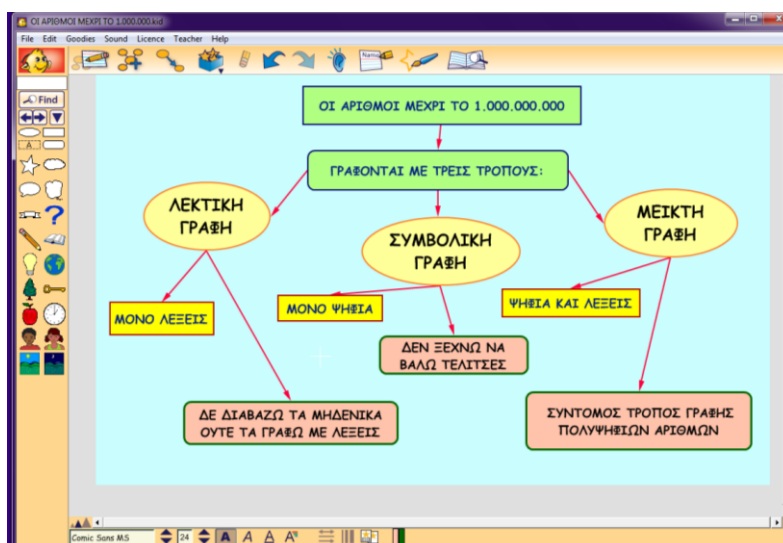 ΟΙ ΑΡΙΘΜΟΙ ΜΕΧΡΙ ΤΟ 1.000.000.kid
File Edit Goodies Sound Licence Teacher Help
Name
Find
A
ΟΙ ΑΡΙΘΜΟΙ ΜΕΧΡΙ ΤΟ 1.000.000.000
ΓΡΑΦΟΝΤΑΙ ΜΕ ΤΡΕΙΣ ΤΡΟΠΟΥΣ:
ΛΕΚΤΙΚΗ
ΓΡΑΦΗ
ΣΥΜΒΟΛΙΚΗ
ΓΡΑΦΗ
ΜΕΙΚΤΗ
ΓΡΑΦΗ
ΜΟΝΟ ΛΕΞΕΙΣ
ΜΟΝΟ ΨΗΦΙΑ
ΨΗΦΙΑ ΚΑΙ ΛΕΞΕΙΣ
ΔΕΝ ΞΕΧΝΩ ΝΑ
ΒΑΛΩ ΤΕΛΙΤΣΕΣ
ΔΕ ΔΙΑΒΑΖΩ ΤΑ ΜΗΔΕΝΙΚΑ
ΟΥΤΕ ΤΑ ΓΡΑΦΩ ΜΕ ΛΕΞΕΙΣ
ΣΥΝΤΟΜΟΣ ΤΡΟΠΟΣ ΓΡΑΦΗΣ
ΠΟΛΥΨΗΦΙΩΝ ΑΡΙΘΜΩΝ
Comic Sans MS 24 A A A A